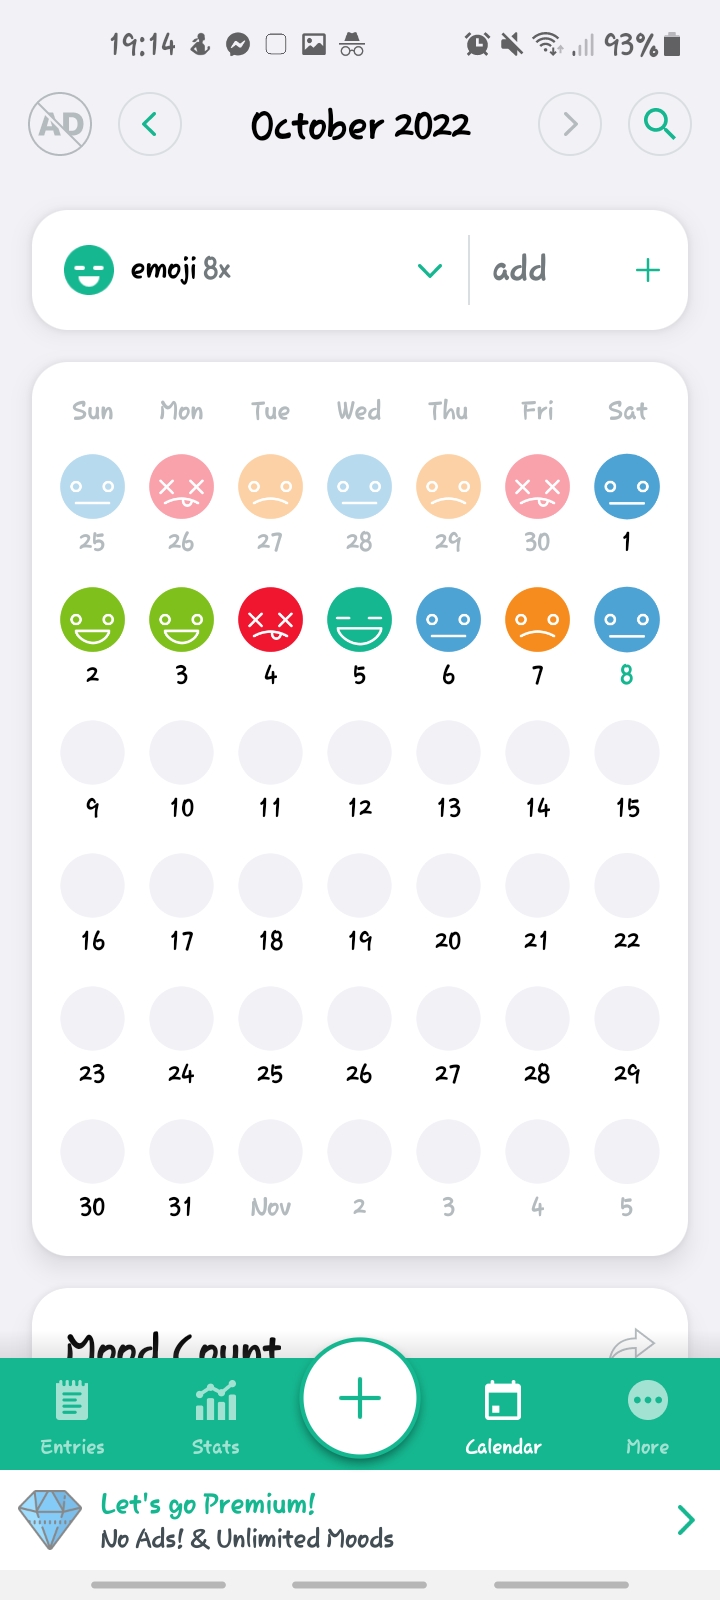 19:14 93%
AD October 2022
emoji 8x add
Sun Mon Tue Wed Thu Fri Sat
25 26 27 28 29 30 1
2 3 4 5 6 7 8
9 10 11 12 13 14 15
16 17 18 19 20 21 22
23 24 25 26 27 28 29
30 31 Nov 2 3 4 5
Mood Count
Entries Stats Calendar More
Let's go Premium!
No Ads! & Unlimited Moods